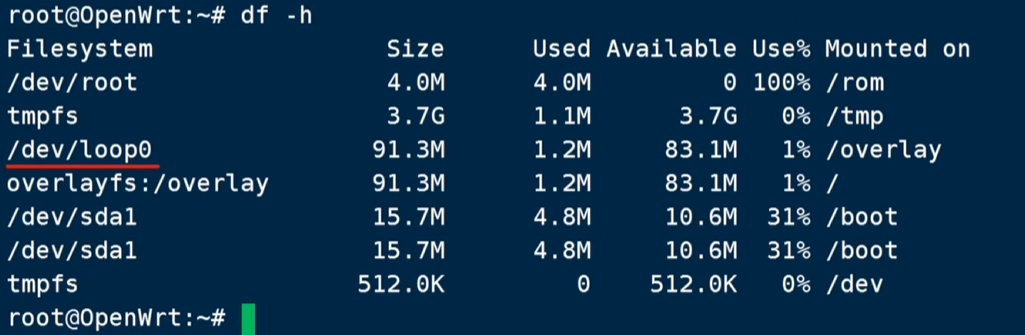 root@OpenWrt:~# df -h
Filesystem                Size      Used Available Use% Mounted on
/dev/root                 4.0M      4.0M         0 100% /rom
tmpfs                     3.7G      1.1M      3.7G   0% /tmp
/dev/loop0               91.3M      1.2M     83.1M   1% /overlay
overlayfs:/overlay       91.3M      1.2M     83.1M   1% /
/dev/sda1                15.7M      4.8M     10.6M  31% /boot
/dev/sda1                15.7M      4.8M     10.6M  31% /boot
tmpfs                   512.0K         0    512.0K   0% /dev
root@OpenWrt:~#